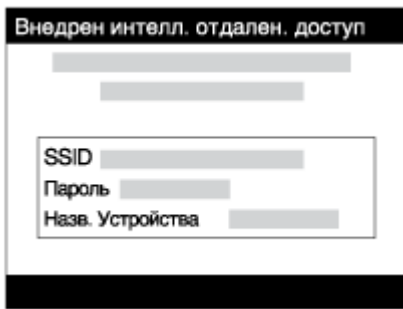 Внедрен интелл. отдален. доступ
SSID
Пароль
Назв. Устройства